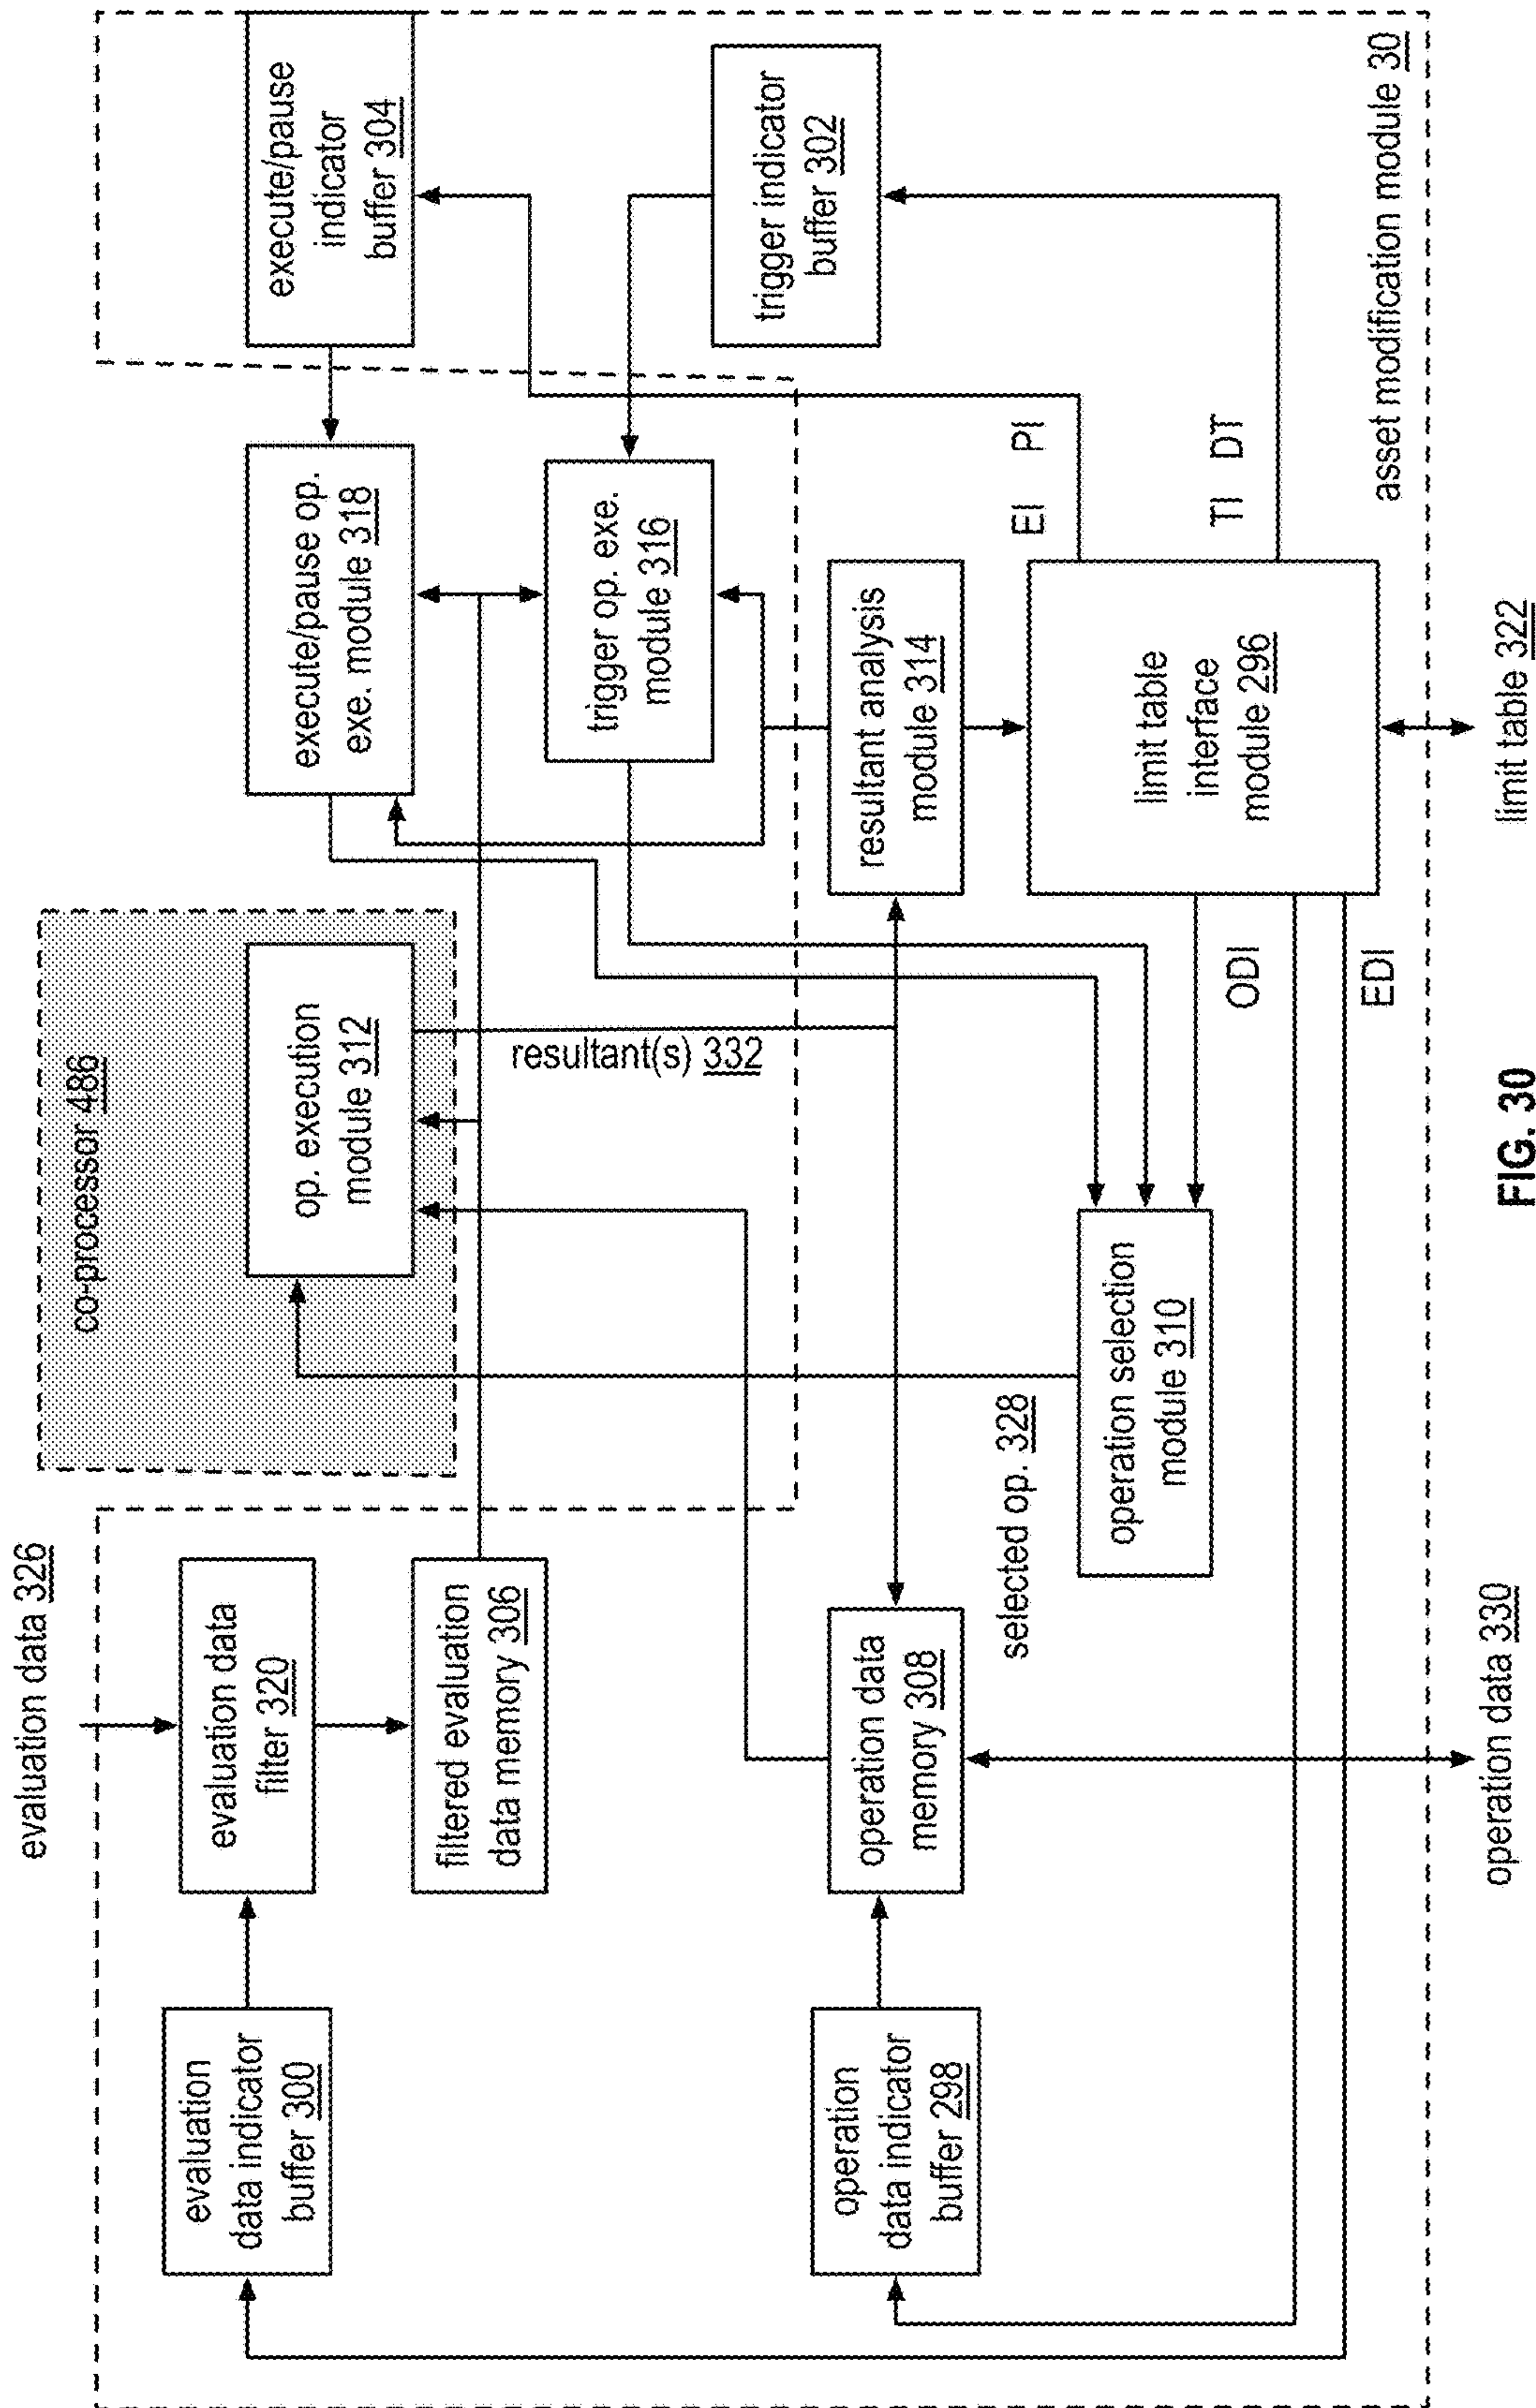 evaluation data 326
co-processor 486
evaluation
data indicator
buffer 300
evaluation data
filter 320
filtered evaluation
data memory 306
op. execution
module 312
execute/pause op.
exe. module 318
execute/pause
indicator
buffer 304
resultant(s) 332
trigger op. exe.
module 316
trigger indicator
buffer 302
operation
data indicator
buffer 298
operation data
memory 308
selected op. 328
operation selection
module 310
resultant analysis
module 314
EI PI
limit table
interface
module 296
TI DT
ODI
EDI
asset modification module 30
operation data 330
limit table 322
FIG. 30